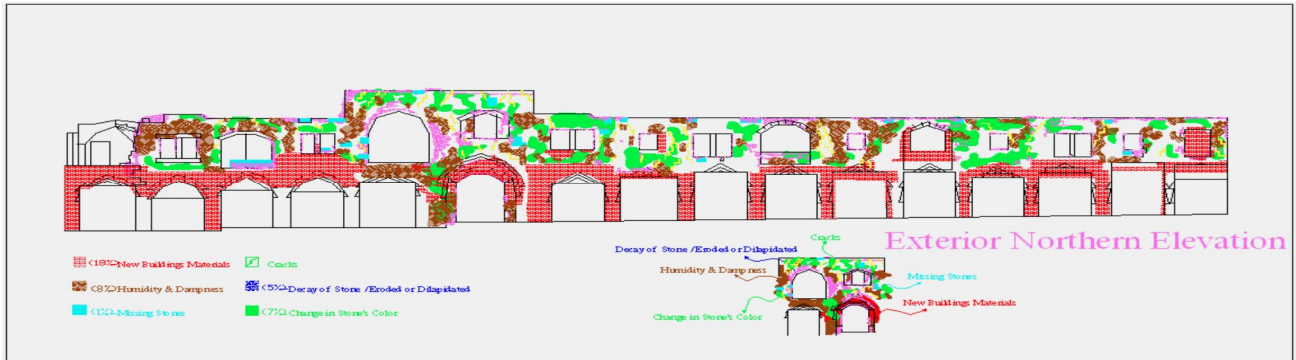 Exterior Northern Elevation
(18%) New Buildings Materials
Cracks
(8%) Humidity & Dampness
(5%) Decay of Stone /Eroded or Dilapidated
(1%) Missing Stones
(7%) Change in Stone's Color
Cracks
Decay of Stone /Eroded or Dilapidated
Humidity & Dampness
Missing Stones
New Buildings Materials
Change in Stone's Color